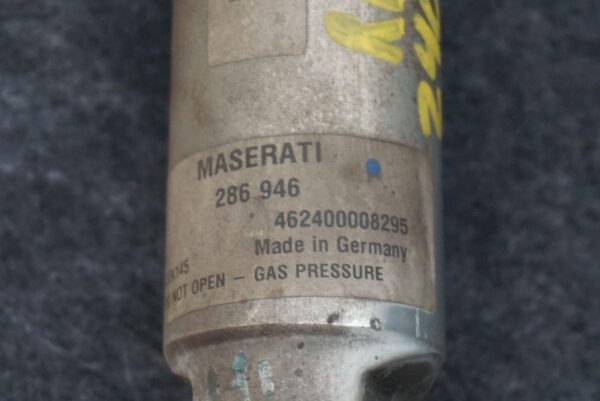 MASERATI
286 946
462400008295
Made in Germany
NOT OPEN – GAS PRESSURE